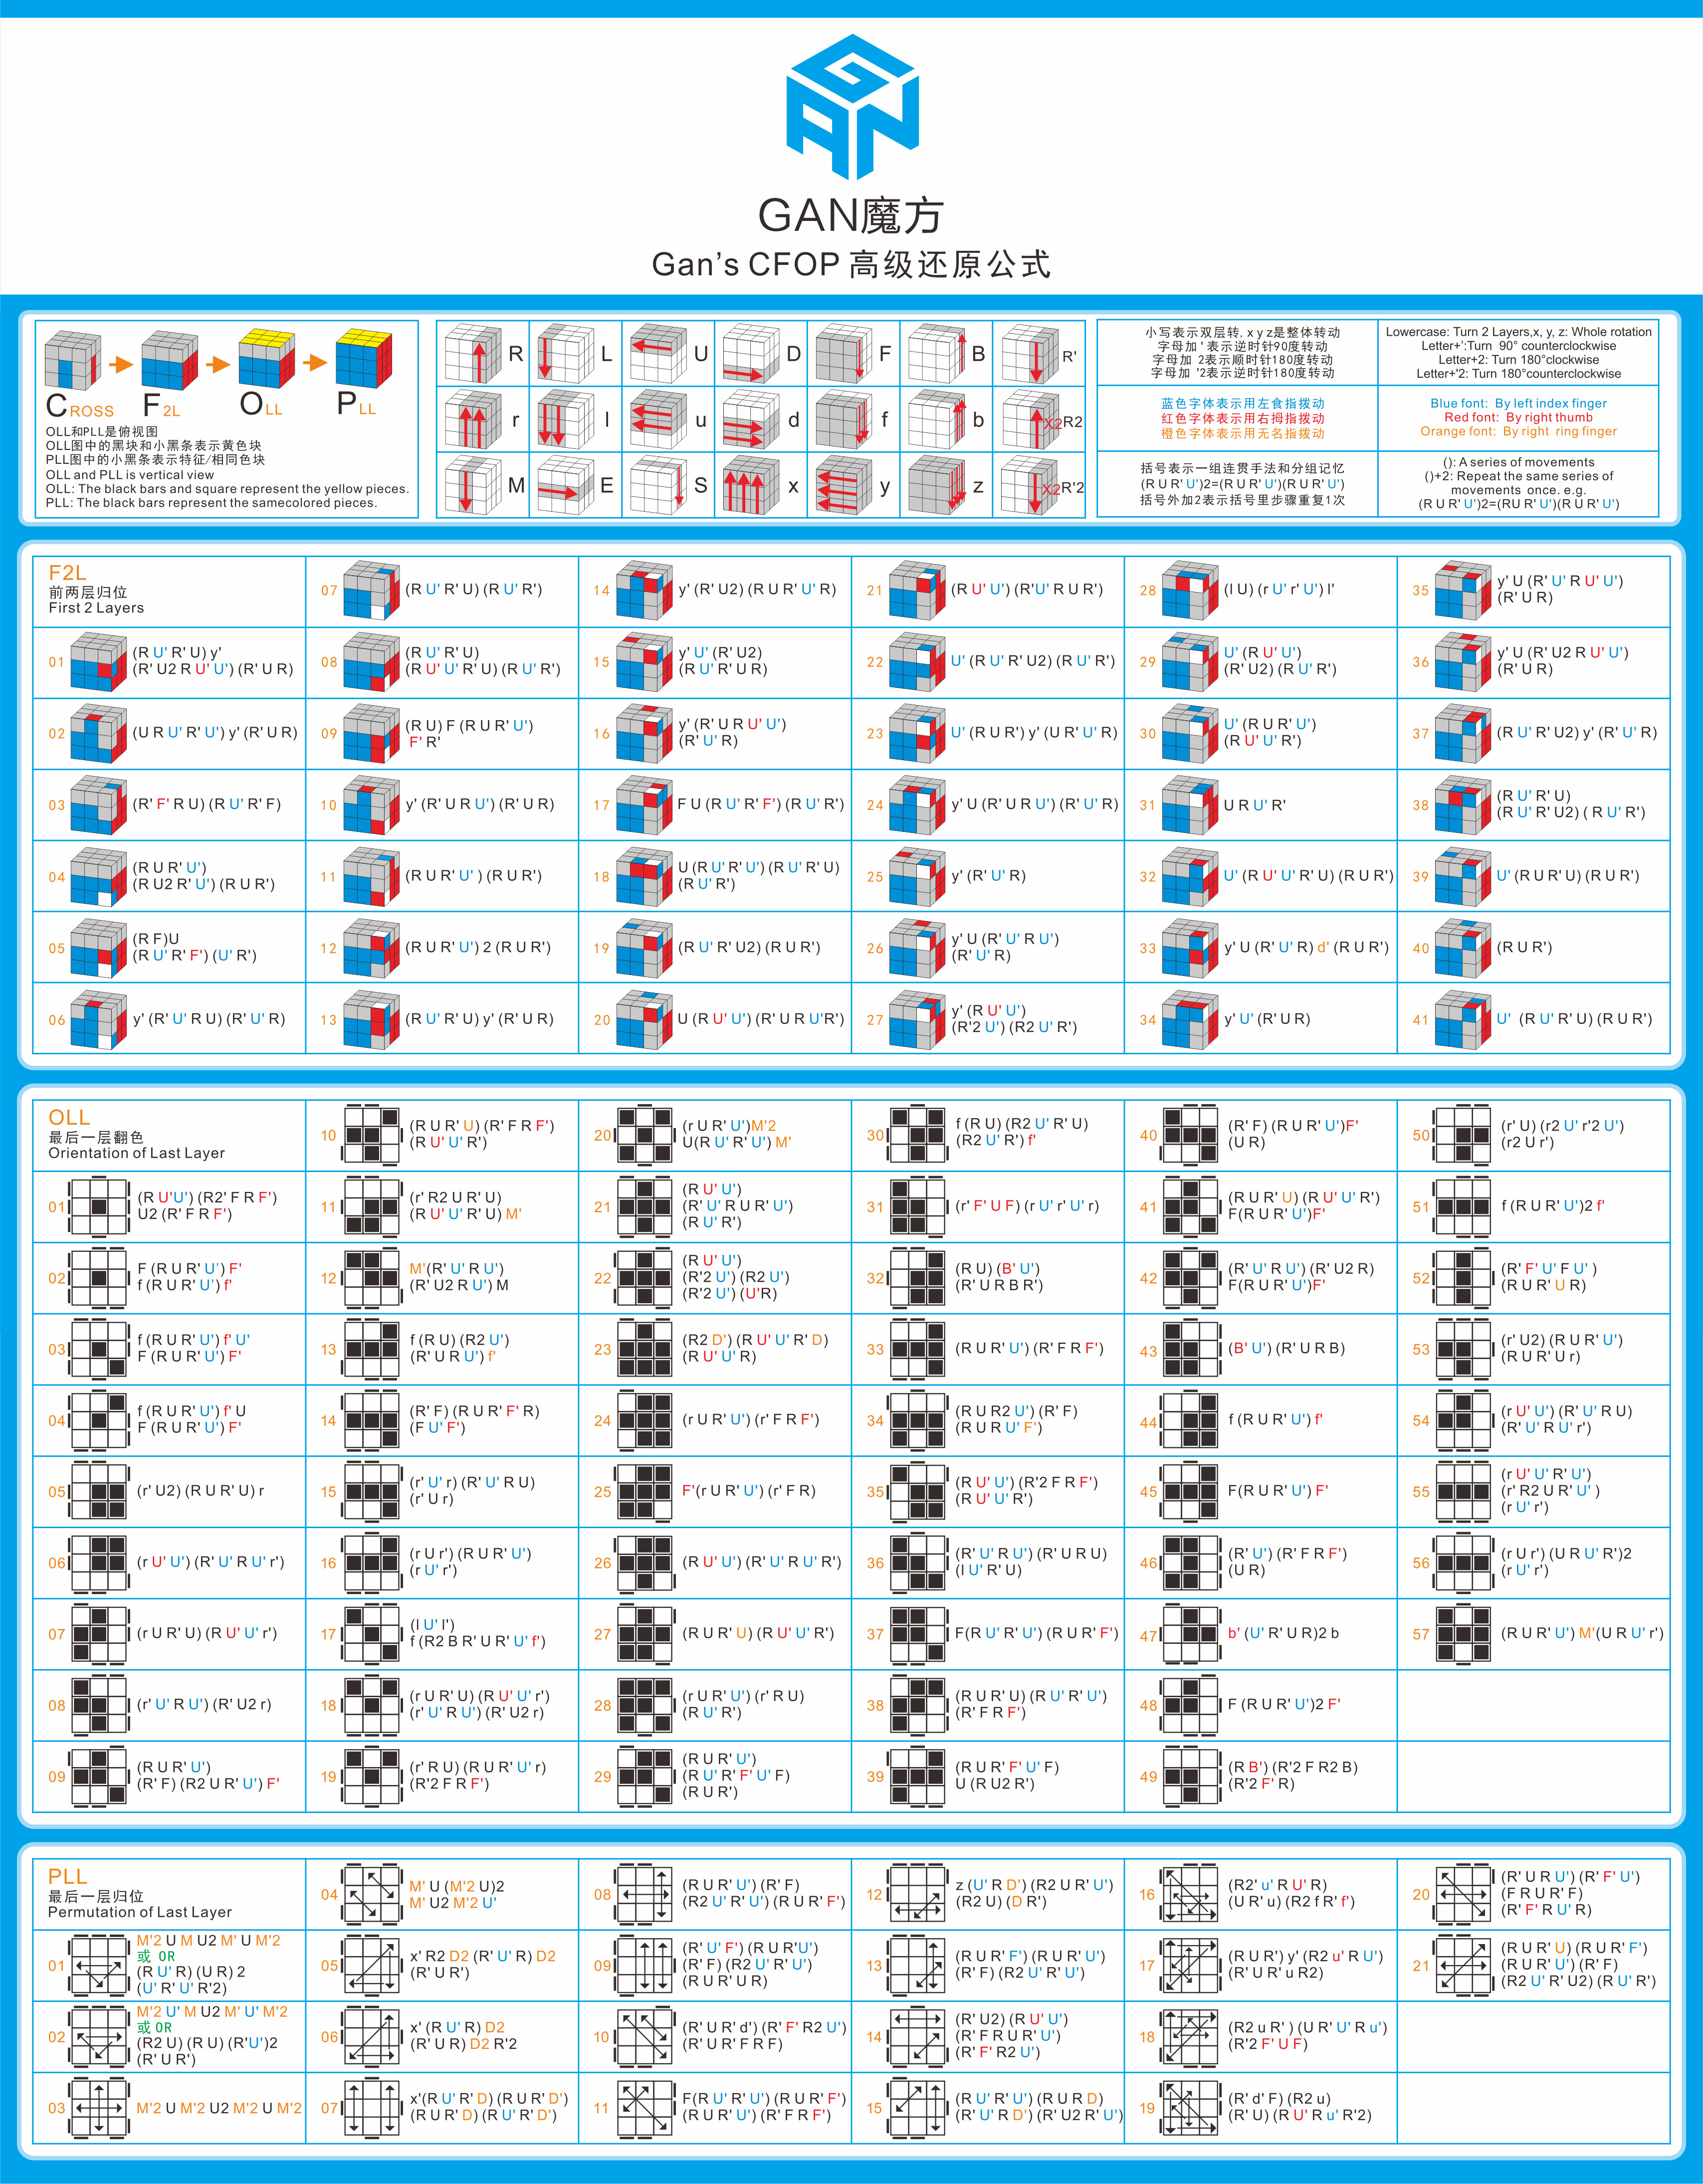 GAN
GAN魔方
Gan's CFOP 高级还原公式
CROSS F2L OLL PLL
OLL和PLL是俯视图
OLL图中的黑块和小黑条表示黄色块
PLL图中的小黑条表示特征/相同色块
OLL and PLL is vertical view
OLL: The black bars and square represent the yellow pieces.
PLL: The black bars represent the samecolored pieces.
R L U D F B R'
r l u d f b X2 R2
M E S x y z X2 R'2
小写表示双层转, x y z是整体转动
字母加 ' 表示逆时针90度转动
字母加 2表示顺时针180度转动
字母加 '2表示逆时针180度转动
Lowercase: Turn 2 Layers,x, y, z: Whole rotation
Letter+':Turn 90° counterclockwise
Letter+2: Turn 180°clockwise
Letter+'2: Turn 180°counterclockwise
蓝色字体表示用左食指拨动
红色字体表示用右拇指拨动
橙色字体表示用无名指拨动
Blue font: By left index finger
Red font: By right thumb
Orange font: By right ring finger
括号表示一组连贯手法和分组记忆
(R U R' U')2=(R U R' U')(R U R' U')
括号外加2表示括号里步骤重复1次
(): A series of movements
()+2: Repeat the same series of
movements once. e.g.
(R U R' U')2=(RU R' U')(R U R' U')
F2L
前两层归位
First 2 Layers
01 (R U' R' U) y'
(R' U2 R U' U') (R' U R)
02 (U R U' R' U') y' (R' U R)
03 (R' F' R U) (R U' R' F)
04 (R U R' U')
(R U2 R' U') (R U R')
05 (R F)U
(R U' R' F') (U' R')
06 y' (R' U' R U) (R' U' R)
07 (R U' R' U) (R U' R')
08 (R U' R' U)
(R U' U' R' U) (R U' R')
09 (R U) F (R U R' U')
F' R'
10 y' (R' U R U') (R' U R)
11 (R U R' U' ) (R U R')
12 (R U R' U') 2 (R U R')
13 (R U' R' U) y' (R' U R)
14 y' (R' U2) (R U R' U' R)
15 y' U' (R' U2)
(R U' R' U R)
16 y' (R' U R U' U')
(R' U' R)
17 F U (R U' R' F') (R U' R')
18 U (R U' R' U') (R U' R' U)
(R U' R')
19 (R U' R' U2) (R U R')
20 U (R U' U') (R' U R U'R')
21 (R U' U') (R'U' R U R')
22 U' (R U' R' U2) (R U' R')
23 U' (R U R') y' (U R' U' R)
24 y' U (R' U R U') (R' U' R)
25 y' (R' U' R)
26 y' U (R' U' R U')
(R' U' R)
27 y' (R U' U')
(R'2 U') (R2 U' R')
28 (l U) (r U' r' U') l'
29 U' (R U' U')
(R' U2) (R U' R')
30 U' (R U R' U')
(R U' U' R')
31 U R U' R'
32 U' (R U' U' R' U) (R U R')
33 y' U (R' U' R) d' (R U R')
34 y' U' (R' U R)
35 y' U (R' U' R U' U')
(R' U R)
36 y' U (R' U2 R U' U')
(R' U R)
37 (R U' R' U2) y' (R' U' R)
38 (R U' R' U)
(R U' R' U2) ( R U' R')
39 U' (R U R' U) (R U R')
40 (R U R')
41 U' (R U' R' U) (R U R')
OLL
最后一层翻色
Orientation of Last Layer
01 (R U'U') (R2' F R F')
U2 (R' F R F')
02 F (R U R' U') F'
f (R U R' U') f'
03 f (R U R' U') f' U'
F (R U R' U') F'
04 f (R U R' U') f' U
F (R U R' U') F'
05 (r' U2) (R U R' U) r
06 (r U' U') (R' U' R U' r')
07 (r U R' U) (R U' U' r')
08 (r' U' R U') (R' U2 r)
09 (R U R' U')
(R' F) (R2 U R' U') F'
10 (R U R' U) (R' F R F')
(R U' U' R')
11 (r' R2 U R' U)
(R U' U' R' U) M'
12 M'(R' U' R U')
(R' U2 R U') M
13 f (R U) (R2 U')
(R' U R U') f'
14 (R' F) (R U R' F' R)
(F U' F')
15 (r' U' r) (R' U' R U)
(r' U r)
16 (r U r') (R U R' U')
(r U' r')
17 (l U' l')
f (R2 B R' U R' U' f')
18 (r U R' U) (R U' U' r')
(r' U' R U') (R' U2 r)
19 (r' R U) (R U R' U' r)
(R'2 F R F')
20 (r U R' U')M'2
U(R U' R' U') M'
21 (R U' U')
(R' U' R U R' U')
(R U' R')
22 (R U' U')
(R'2 U') (R2 U')
(R'2 U') (U'R)
23 (R2 D') (R U' U' R' D)
(R U' U' R)
24 (r U R' U') (r' F R F')
25 F'(r U R' U') (r' F R)
26 (R U' U') (R' U' R U' R')
27 (R U R' U) (R U' U' R')
28 (r U R' U') (r' R U)
(R U' R')
29 (R U R' U')
(R U' R' F' U' F)
(R U R')
30 f (R U) (R2 U' R' U)
(R2 U' R') f'
31 (r' F' U F) (r U' r' U' r)
32 (R U) (B' U')
(R' U R B R')
33 (R U R' U') (R' F R F')
34 (R U R2 U') (R' F)
(R U R U' F')
35 (R U' U') (R'2 F R F')
(R U' U' R')
36 (R' U' R U') (R' U R U)
(l U' R' U)
37 F(R U' R' U') (R U R' F')
38 (R U R' U) (R U' R' U')
(R' F R F')
39 (R U R' F' U' F)
U (R U2 R')
40 (R' F) (R U R' U')F'
(U R)
41 (R U R' U) (R U' U' R')
F(R U R' U')F'
42 (R' U' R U') (R' U2 R)
F(R U R' U')F'
43 (B' U') (R' U R B)
44 f (R U R' U') f'
45 F(R U R' U') F'
46 (R' U') (R' F R F')
(U R)
47 b' (U' R' U R)2 b
48 F (R U R' U')2 F'
49 (R B') (R'2 F R2 B)
(R'2 F' R)
50 (r' U) (r2 U' r'2 U')
(r2 U r')
51 f (R U R' U')2 f'
52 (R' F' U' F U' )
(R U R' U R)
53 (r' U2) (R U R' U')
(R U R' U r)
54 (r U' U') (R' U' R U)
(R' U' R U' r')
55 (r U' U' R' U')
(r' R2 U R' U' )
(r U' r')
56 (r U r') (U R U' R')2
(r U' r')
57 (R U R' U') M'(U R U' r')
PLL
最后一层归位
Permutation of Last Layer
01 M'2 U M U2 M' U M'2
或 OR
(R U' R) (U R) 2
(U' R' U' R'2)
02 M'2 U' M U2 M' U' M'2
或 OR
(R2 U) (R U) (R'U')2
(R' U R')
03 M'2 U M'2 U2 M'2 U M'2
04 M' U (M'2 U)2
M' U2 M'2 U'
05 x' R2 D2 (R' U' R) D2
(R' U R')
06 x' (R U' R) D2
(R' U R) D2 R'2
07 x'(R U' R' D) (R U R' D')
(R U R' D) (R U' R' D')
08 (R U R' U') (R' F)
(R2 U' R' U') (R U R' F')
09 (R' U' F') (R U R'U')
(R' F) (R2 U' R' U')
(R U R' U R)
10 (R' U R' d') (R' F' R2 U')
(R' U R' F R F)
11 F(R U' R' U') (R U R' F')
(R U R' U') (R' F R F')
12 z (U' R D') (R2 U R' U')
(R2 U) (D R')
13 (R U R' F') (R U R' U')
(R' F) (R2 U' R' U')
14 (R' U2) (R U' U')
(R' F R U R' U')
(R' F' R2 U')
15 (R U' R' U') (R U R D)
(R' U' R D') (R' U2 R' U')
16 (R2' u' R U' R)
(U R' u) (R2 f R' f')
17 (R U R') y' (R2 u' R U')
(R' U R' u R2)
18 (R2 u R' ) (U R' U' R u')
(R'2 F' U F)
19 (R' d' F) (R2 u)
(R' U) (R U' R u' R'2)
20 (R' U R U') (R' F' U')
(F R U R' F)
(R' F' R U' R)
21 (R U R' U) (R U R' F')
(R U R' U') (R' F)
(R2 U' R' U2) (R U' R')